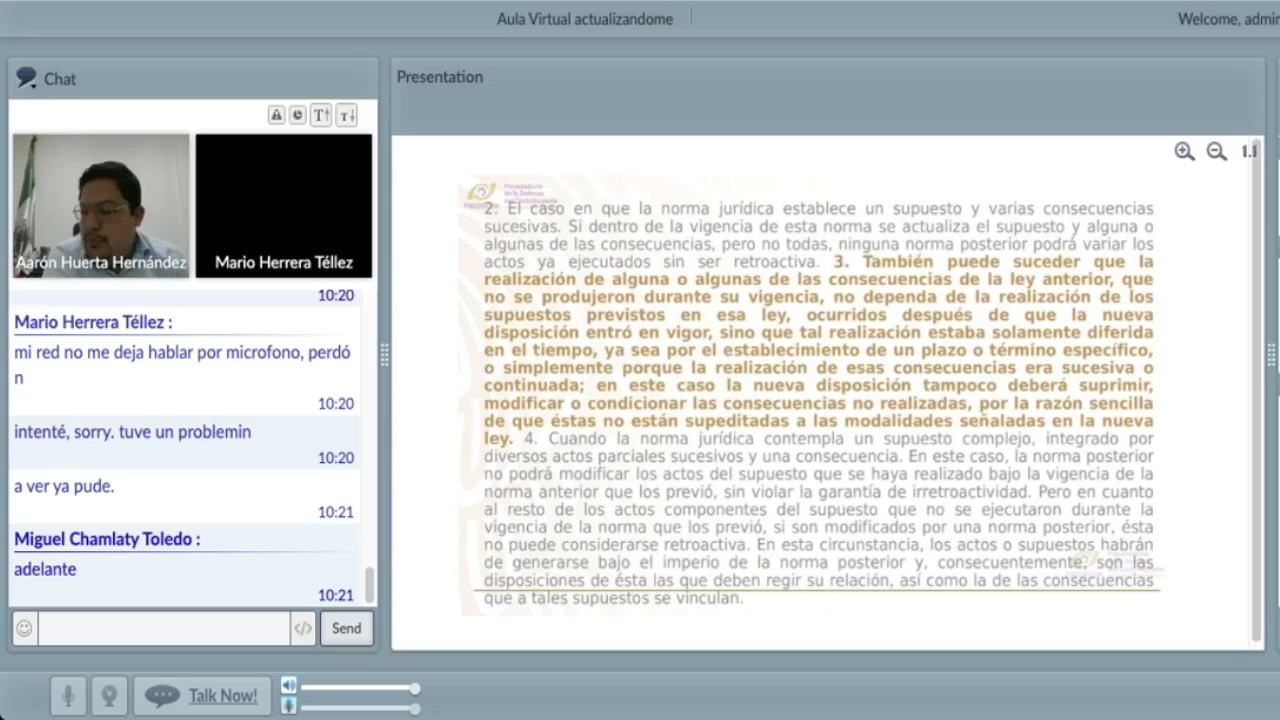 Aula Virtual actualizandome
Welcome, admin
Chat
Presentation
Aarón Huerta Hernández
Mario Herrera Téllez
10:20
Mario Herrera Téllez :
mi red no me deja hablar por microfono, perdó
n
10:20
intenté, sorry. tuve un problemin
10:20
a ver ya pude.
10:21
Miguel Chamlaty Toledo :
adelante
10:21
Send
Talk Now!
1.1
Procuraduría
de la Defensa
del Contribuyente
2. El caso en que la norma jurídica establece un supuesto y varias consecuencias
sucesivas. Si dentro de la vigencia de esta norma se actualiza el supuesto y alguna o
algunas de las consecuencias, pero no todas, ninguna norma posterior podrá variar los
actos ya ejecutados sin ser retroactiva. 3. También puede suceder que la
realización de alguna o algunas de las consecuencias de la ley anterior, que
no se produjeron durante su vigencia, no dependa de la realización de los
supuestos previstos en esa ley, ocurridos después de que la nueva
disposición entró en vigor, sino que tal realización estaba solamente diferida
en el tiempo, ya sea por el establecimiento de un plazo o término específico,
o simplemente porque la realización de esas consecuencias era sucesiva o
continuada; en este caso la nueva disposición tampoco deberá suprimir,
modificar o condicionar las consecuencias no realizadas, por la razón sencilla
de que éstas no están supeditadas a las modalidades señaladas en la nueva
ley. 4. Cuando la norma jurídica contempla un supuesto complejo, integrado por
diversos actos parciales sucesivos y una consecuencia. En este caso, la norma posterior
no podrá modificar los actos del supuesto que se haya realizado bajo la vigencia de la
norma anterior que los previó, sin violar la garantía de irretroactividad. Pero en cuanto
al resto de los actos componentes del supuesto que no se ejecutaron durante la
vigencia de la norma que los previó, si son modificados por una norma posterior, ésta
no puede considerarse retroactiva. En esta circunstancia, los actos o supuestos habrán
de generarse bajo el imperio de la norma posterior y, consecuentemente, son las
disposiciones de ésta las que deben regir su relación, así como la de las consecuencias
que a tales supuestos se vinculan.